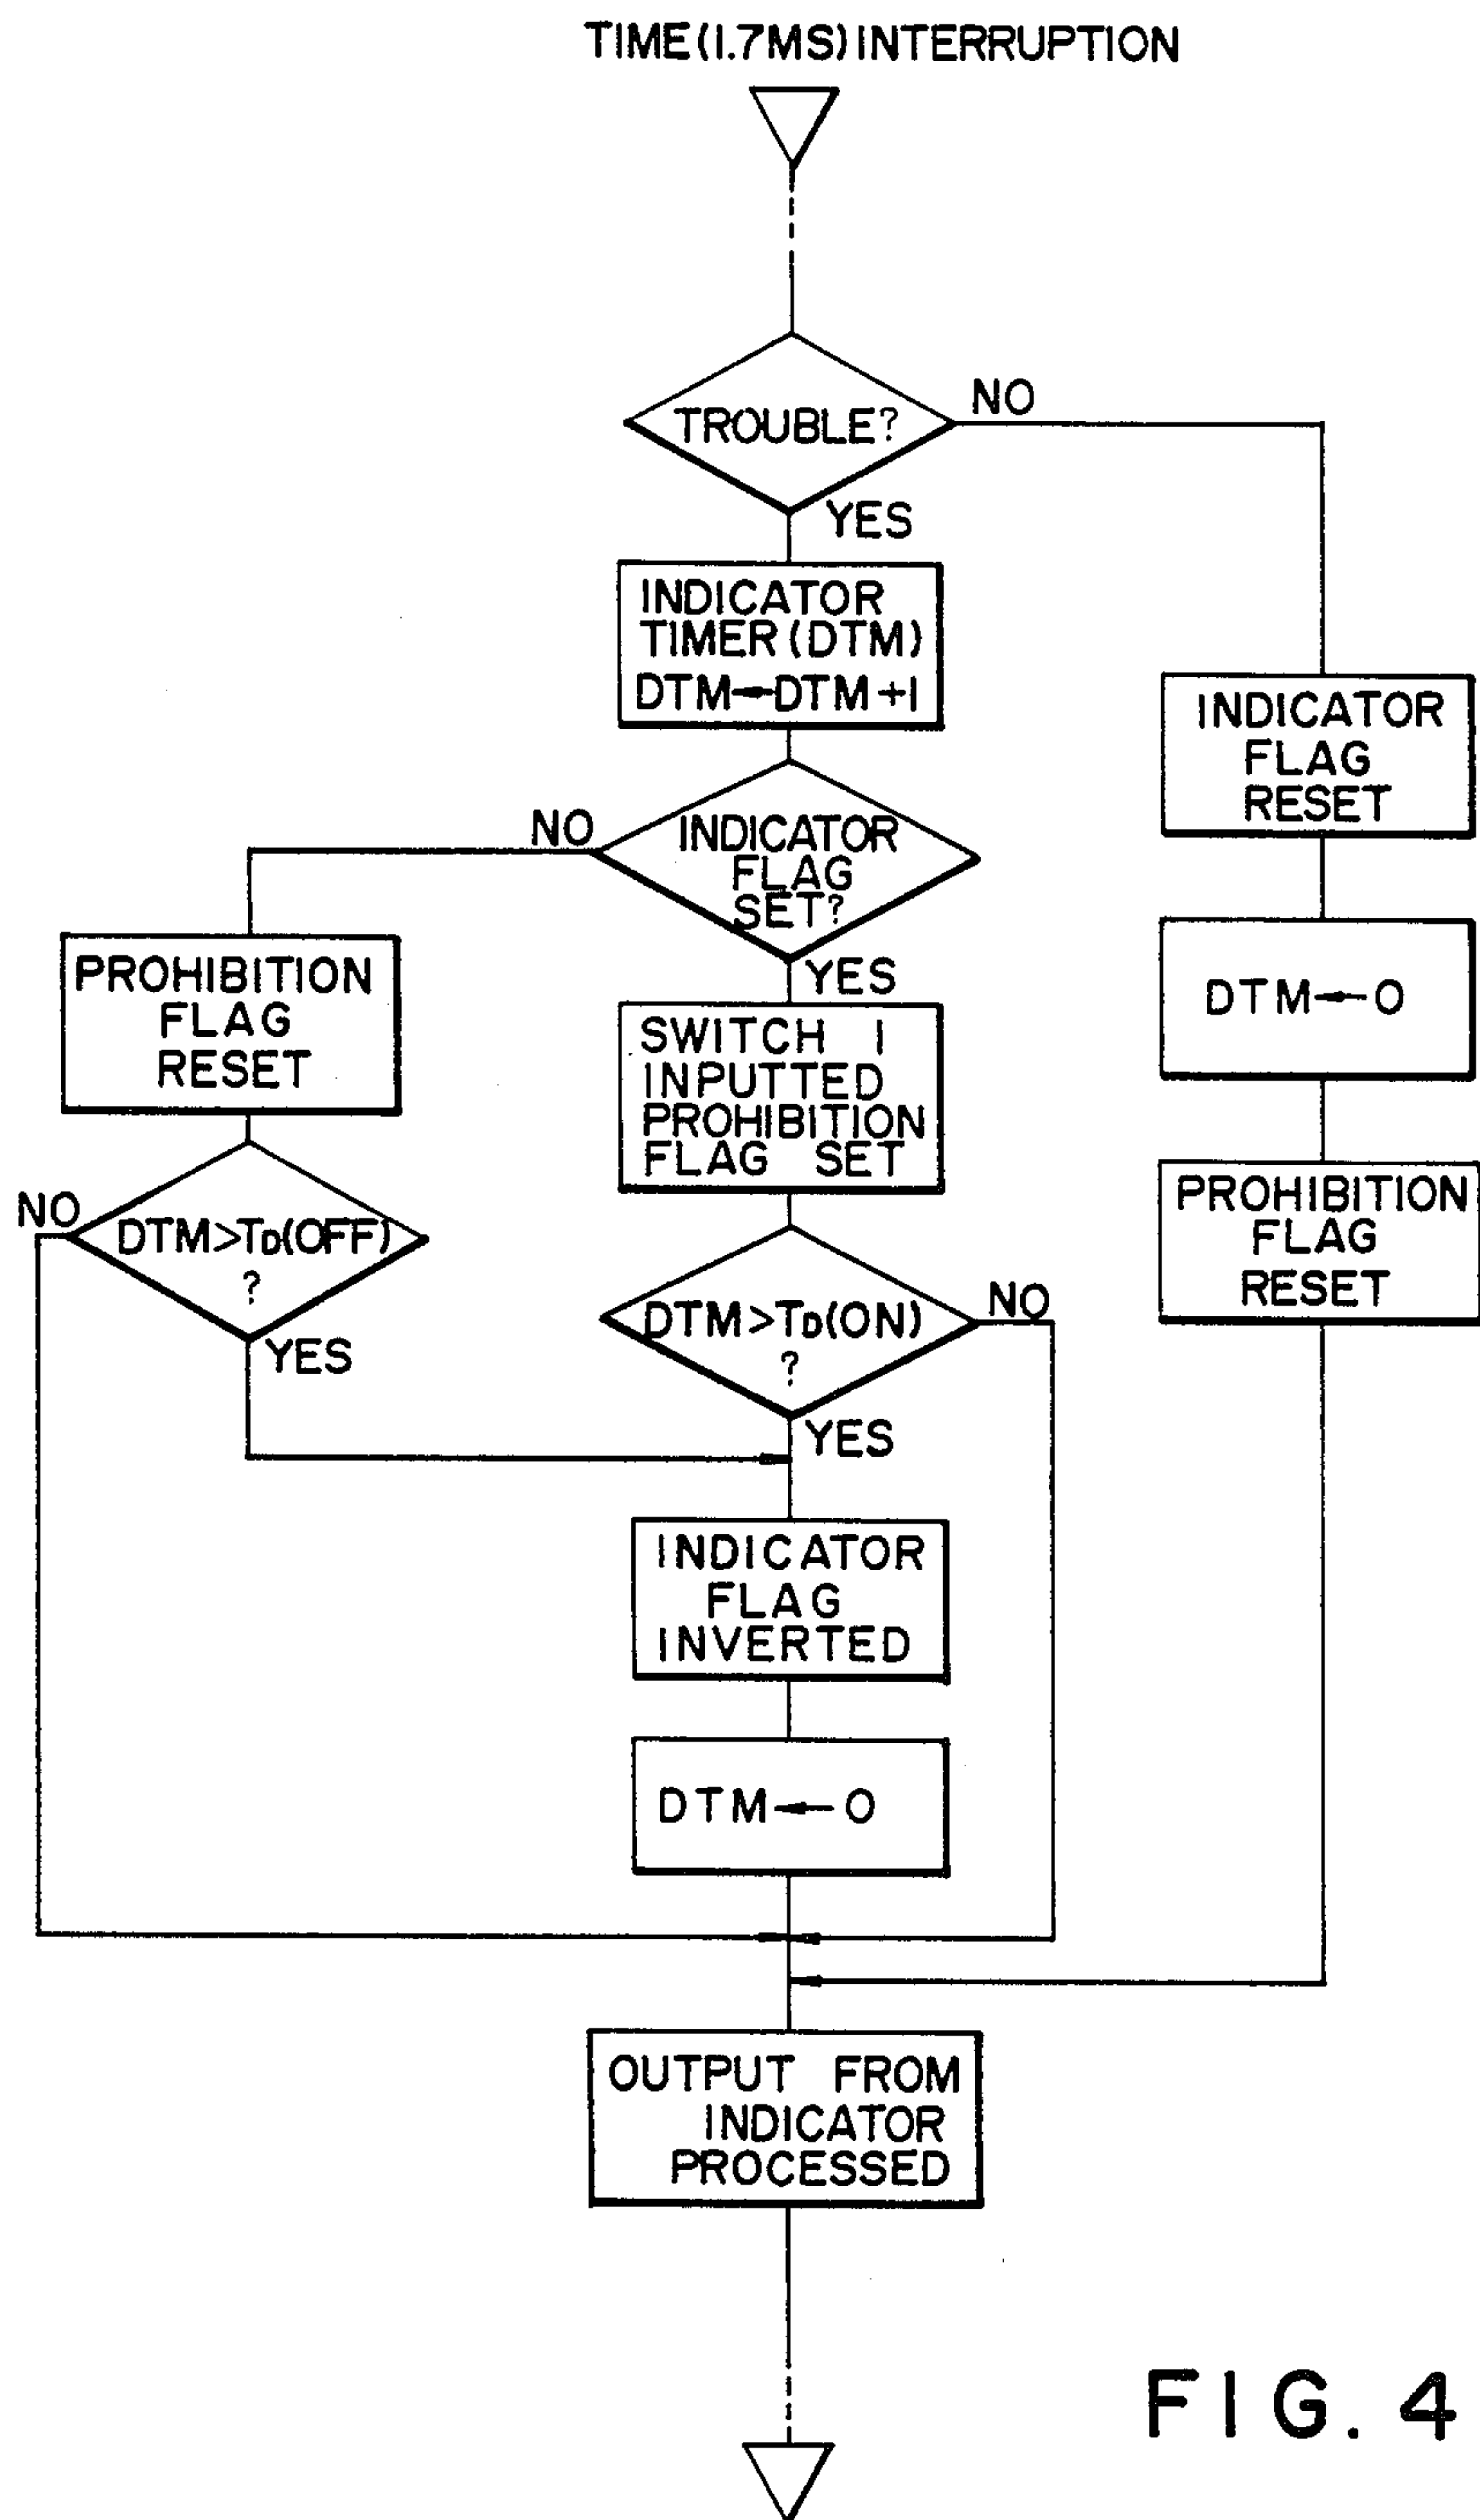 TIME(1.7MS) INTERRUPTION
TROUBLE?
NO
YES
INDICATOR
TIMER (DTM)
DTM←DTM+1
INDICATOR
FLAG
RESET
NO
INDICATOR
FLAG
SET?
YES
DTM←0
PROHIBITION
FLAG
RESET
SWITCH 1
INPUTTED
PROHIBITION
FLAG SET
PROHIBITION
FLAG
RESET
NO
DTM>TD(OFF)
?
YES
DTM>TD(ON)
?
NO
YES
INDICATOR
FLAG
INVERTED
DTM←0
OUTPUT FROM
INDICATOR
PROCESSED
FIG. 4